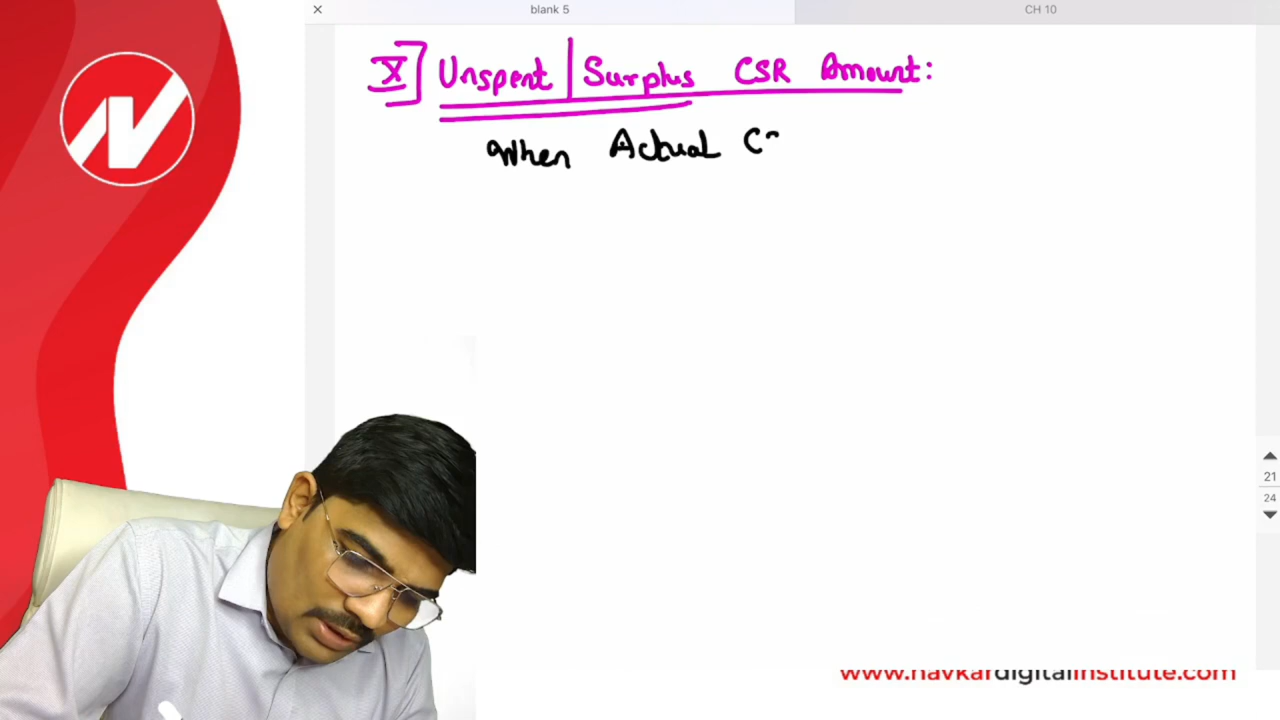 blank 5
CH 10
X] Unspent | Surplus CSR Amount:
When Actual C
21
24
www.navkardigitalinstitute.com